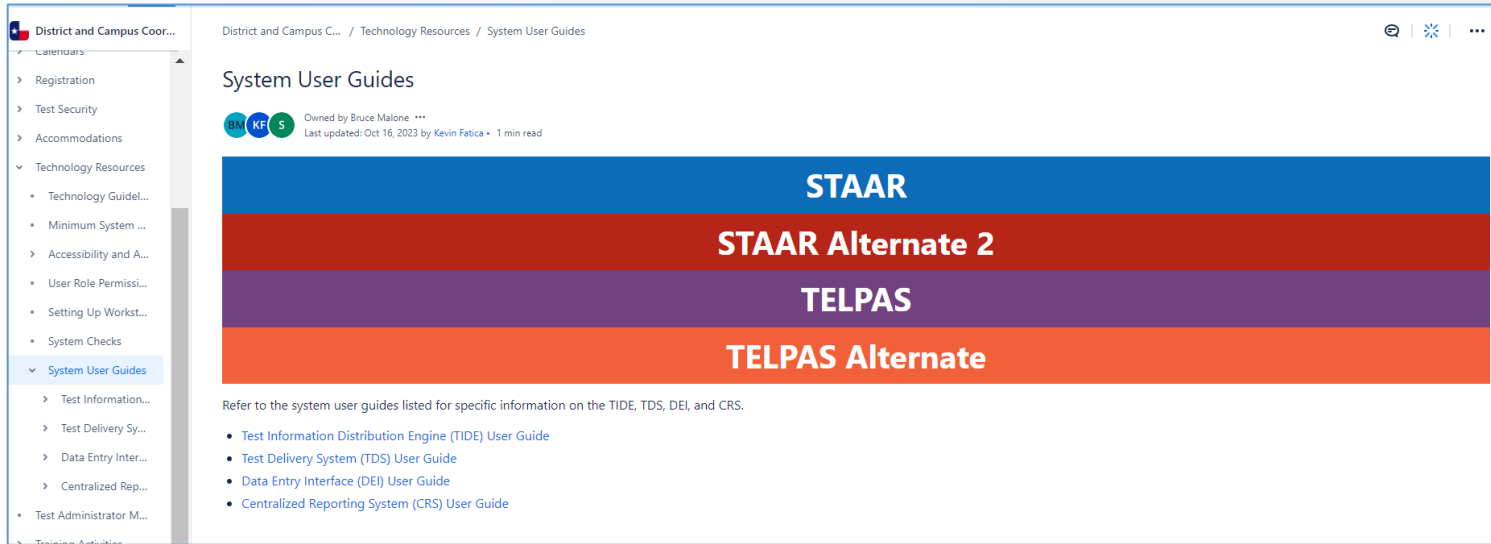 District and Campus Coor...
Calendars
Registration
Test Security
Accommodations
Technology Resources
Technology Guidel...
Minimum System ...
Accessibility and A...
User Role Permissi...
Setting Up Workst...
System Checks
System User Guides
Test Information...
Test Delivery Sy...
Data Entry Inter...
Centralized Rep...
Test Administrator M...
Training Activities
District and Campus C... / Technology Resources / System User Guides
System User Guides
BM KF S
Owned by Bruce Malone •••
Last updated: Oct 16, 2023 by Kevin Fatica • 1 min read
STAAR
STAAR Alternate 2
TELPAS
TELPAS Alternate
Refer to the system user guides listed for specific information on the TIDE, TDS, DEI, and CRS.
• Test Information Distribution Engine (TIDE) User Guide
• Test Delivery System (TDS) User Guide
• Data Entry Interface (DEI) User Guide
• Centralized Reporting System (CRS) User Guide